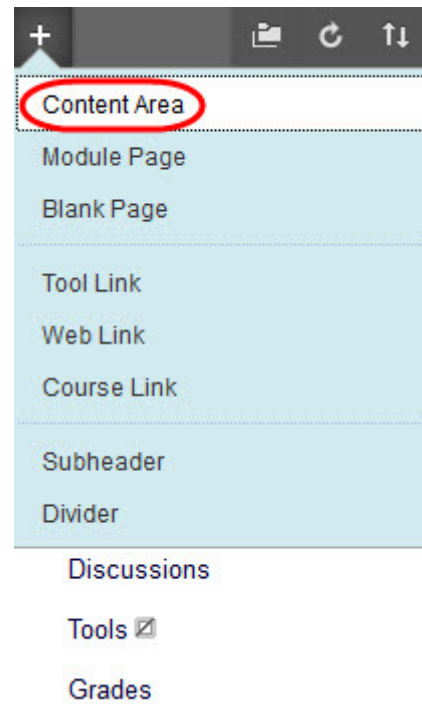 +
Content Area
Module Page
Blank Page
Tool Link
Web Link
Course Link
Subheader
Divider
Discussions
Tools
Grades